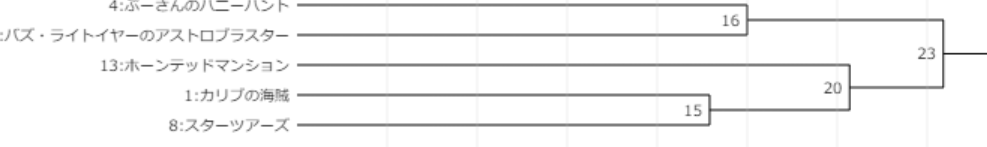 4:ぷーさんのハニーハント
16
:バズ・ライトイヤーのアストロブラスター
23
13:ホーンテッドマンション
20
1:カリブの海賊
15
8:スターツアーズ